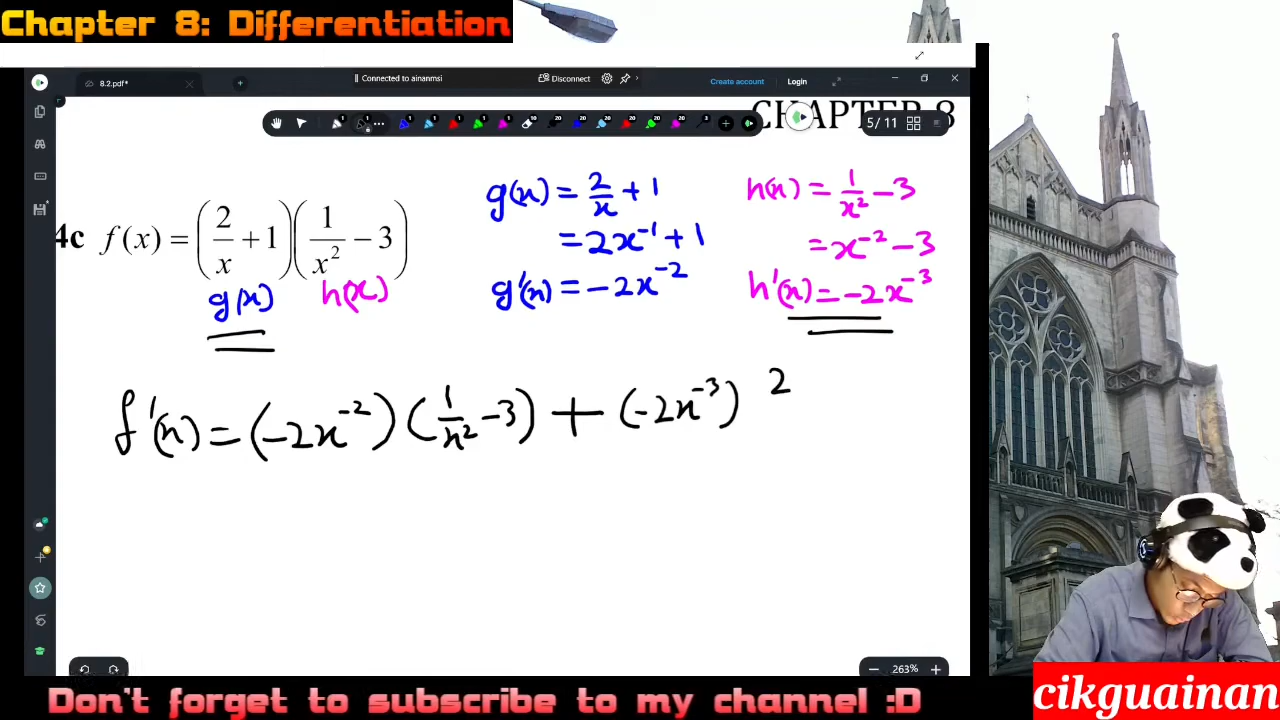 Chapter 8: Differentiation
8.2.pdf*
Connected to ainanmsi
Disconnect
Create account
Login
CHAPTER 8
5/11
4c f(x) = (2/x + 1)(1/x² − 3)
g(x) h(x)
g(x) = 2/x + 1
= 2x⁻¹ + 1
g'(x) = −2x⁻²
h(x) = 1/x² − 3
= x⁻² − 3
h'(x) = −2x⁻³
f'(x) = (−2x⁻²)(1/x² − 3) + (−2x⁻³) 2
263%
Don't forget to subscribe to my channel :D
cikguainan